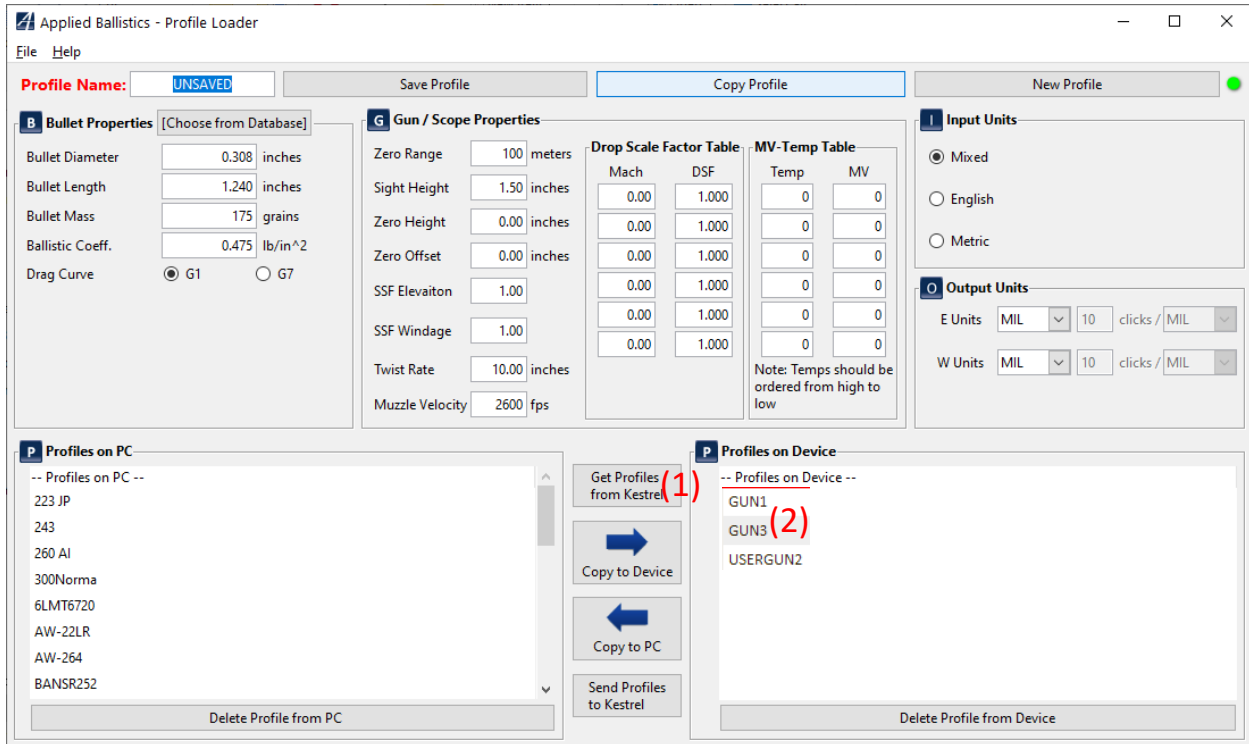 Applied Ballistics - Profile Loader
File Help
Profile Name: UNSAVED Save Profile Copy Profile New Profile
B Bullet Properties [Choose from Database]
Bullet Diameter 0.308 inches
Bullet Length 1.240 inches
Bullet Mass 175 grains
Ballistic Coeff. 0.475 lb/in^2
Drag Curve G1 G7
G Gun / Scope Properties
Zero Range 100 meters
Sight Height 1.50 inches
Zero Height 0.00 inches
Zero Offset 0.00 inches
SSF Elevaiton 1.00
SSF Windage 1.00
Twist Rate 10.00 inches
Muzzle Velocity 2600 fps
Drop Scale Factor Table
Mach DSF
0.00 1.000
0.00 1.000
0.00 1.000
0.00 1.000
0.00 1.000
0.00 1.000
MV-Temp Table
Temp MV
0 0
0 0
0 0
0 0
0 0
0 0
Note: Temps should be
ordered from high to
low
I Input Units
Mixed
English
Metric
O Output Units
E Units MIL 10 clicks / MIL
W Units MIL 10 clicks / MIL
P Profiles on PC
-- Profiles on PC --
223 JP
243
260 AI
300Norma
6LMT6720
AW-22LR
AW-264
BANSR252
Delete Profile from PC
Get Profiles
from Kestrel
(1)
Copy to Device
Copy to PC
Send Profiles
to Kestrel
P Profiles on Device
-- Profiles on Device --
GUN1
GUN3 (2)
USERGUN2
Delete Profile from Device